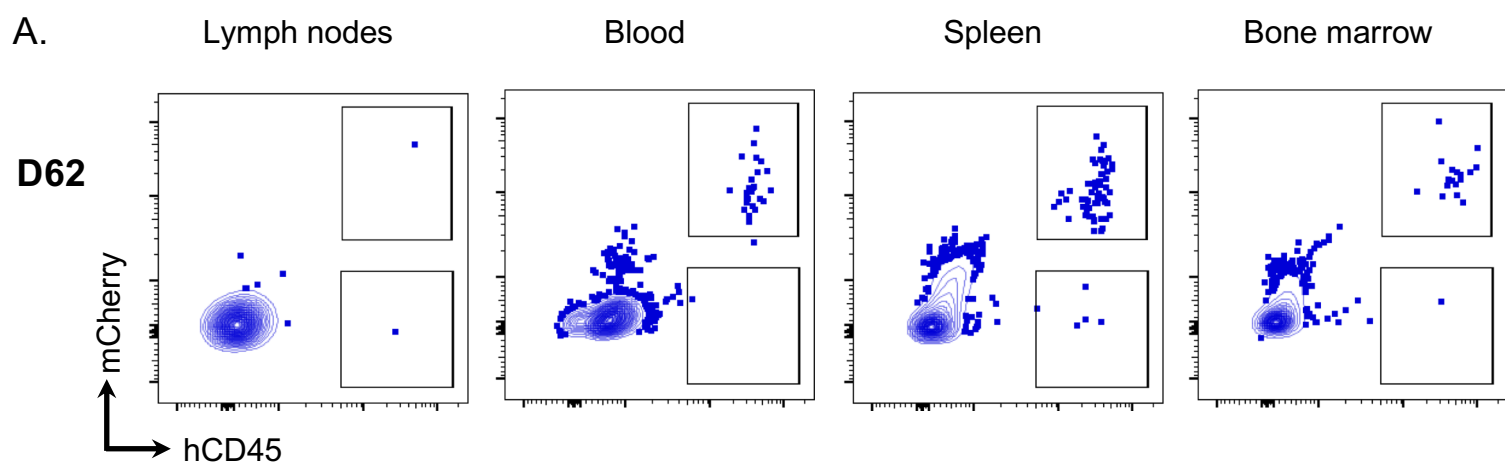 A.
Lymph nodes
Blood
Spleen
Bone marrow
D62
mCherry
hCD45